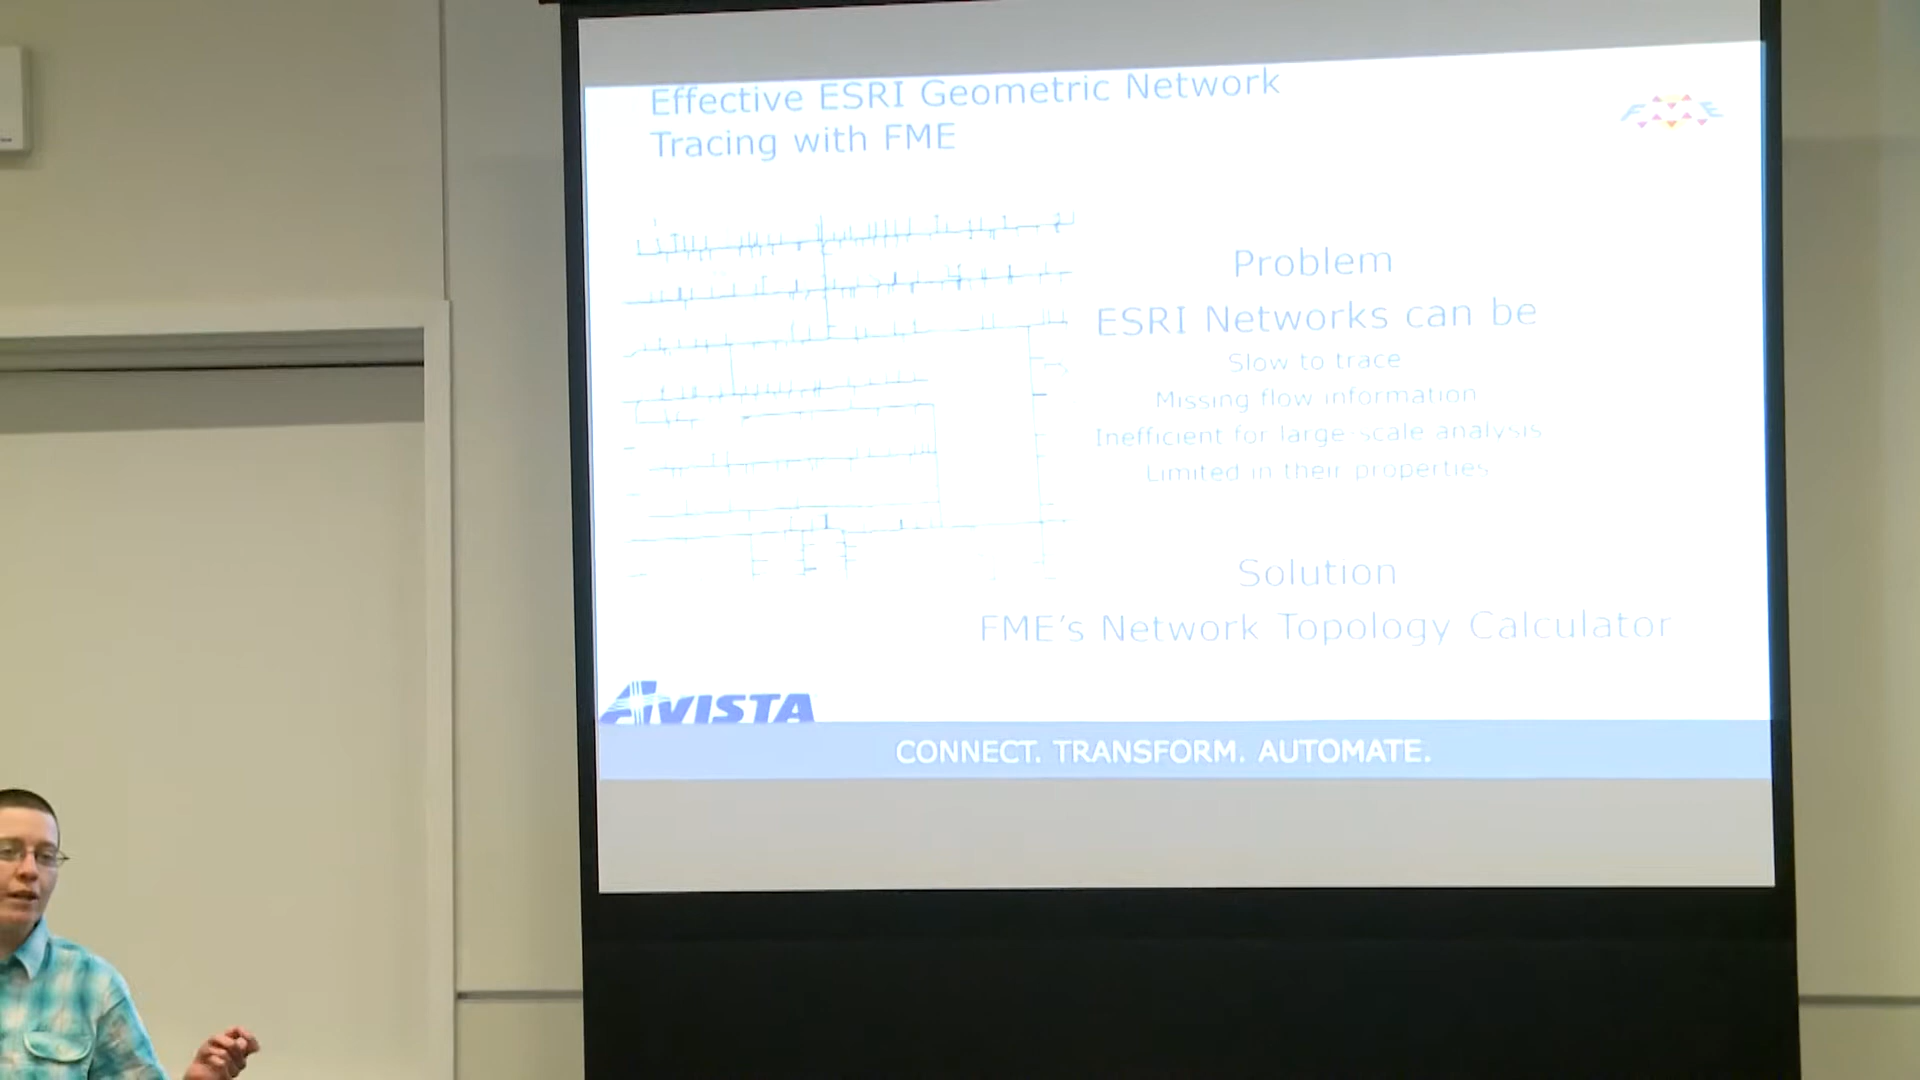 Effective ESRI Geometric Network
Tracing with FME
FME
Problem
ESRI Networks can be
Slow to trace
Missing flow information
Inefficient for large-scale analysis
Limited in their properties
Solution
FME's Network Topology Calculator
AVISTA
CONNECT. TRANSFORM. AUTOMATE.